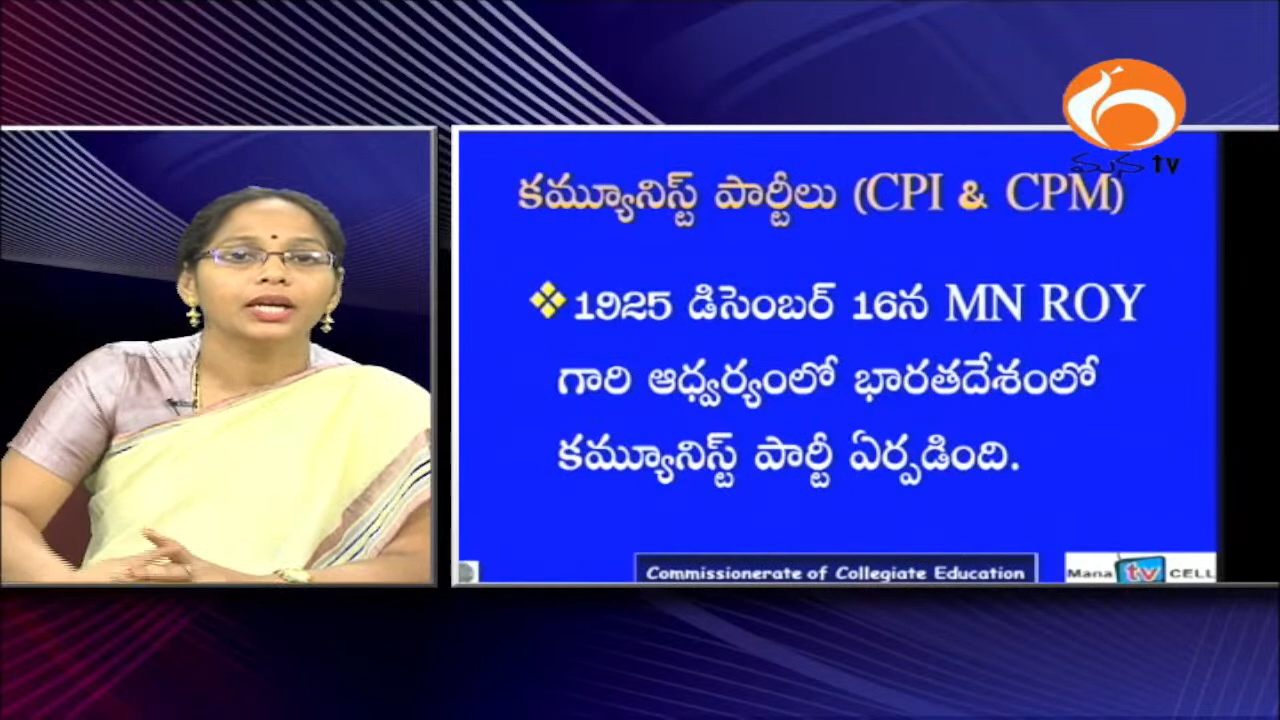 మన tv
కమ్యూనిస్ట్ పార్టీలు (CPI & CPM)
1925 డిసెంబర్ 16న MN ROY
గారి ఆధ్వర్యంలో భారతదేశంలో
కమ్యూనిస్ట్ పార్టీ ఏర్పడింది.
Commissionerate of Collegiate Education
Mana tv CELL